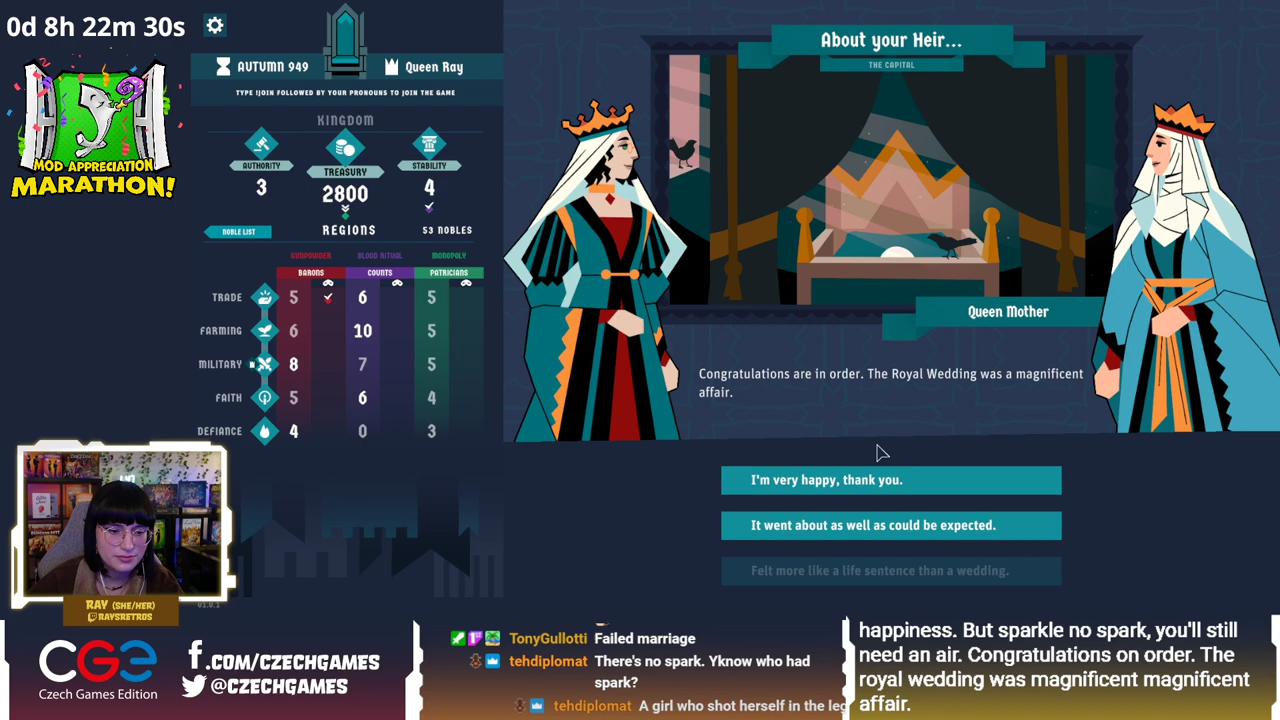 0d 8h 22m 30s
MOD APPRECIATION
MARATHON!
AUTUMN 949
Queen Ray
TYPE !JOIN FOLLOWED BY YOUR PRONOUNS TO JOIN THE GAME
KINGDOM
AUTHORITY
TREASURY
STABILITY
3
2800
4
NOBLE LIST
REGIONS
53 NOBLES
GUNPOWDER
BLOOD RITUAL
MONOPOLY
BARONS
COUNTS
PATRICIANS
TRADE 5 6 5
FARMING 6 10 5
MILITARY 8 7 5
FAITH 5 6 4
DEFIANCE 4 0 3
About your Heir...
THE CAPITAL
Queen Mother
Congratulations are in order. The Royal Wedding was a magnificent
affair.
I'm very happy, thank you.
It went about as well as could be expected.
Felt more like a life sentence than a wedding.
RAY (SHE/HER)
RAYSRETROS
V1.0.1
CGE
Czech Games Edition
f.COM/CZECHGAMES
@CZECHGAMES
TonyGullotti Failed marriage
tehdiplomat There's no spark. Yknow who had
spark?
tehdiplomat A girl who shot herself in the leg
happiness. But sparkle no spark, you'll still
need an air. Congratulations on order. The
royal wedding was magnificent magnificent
affair.